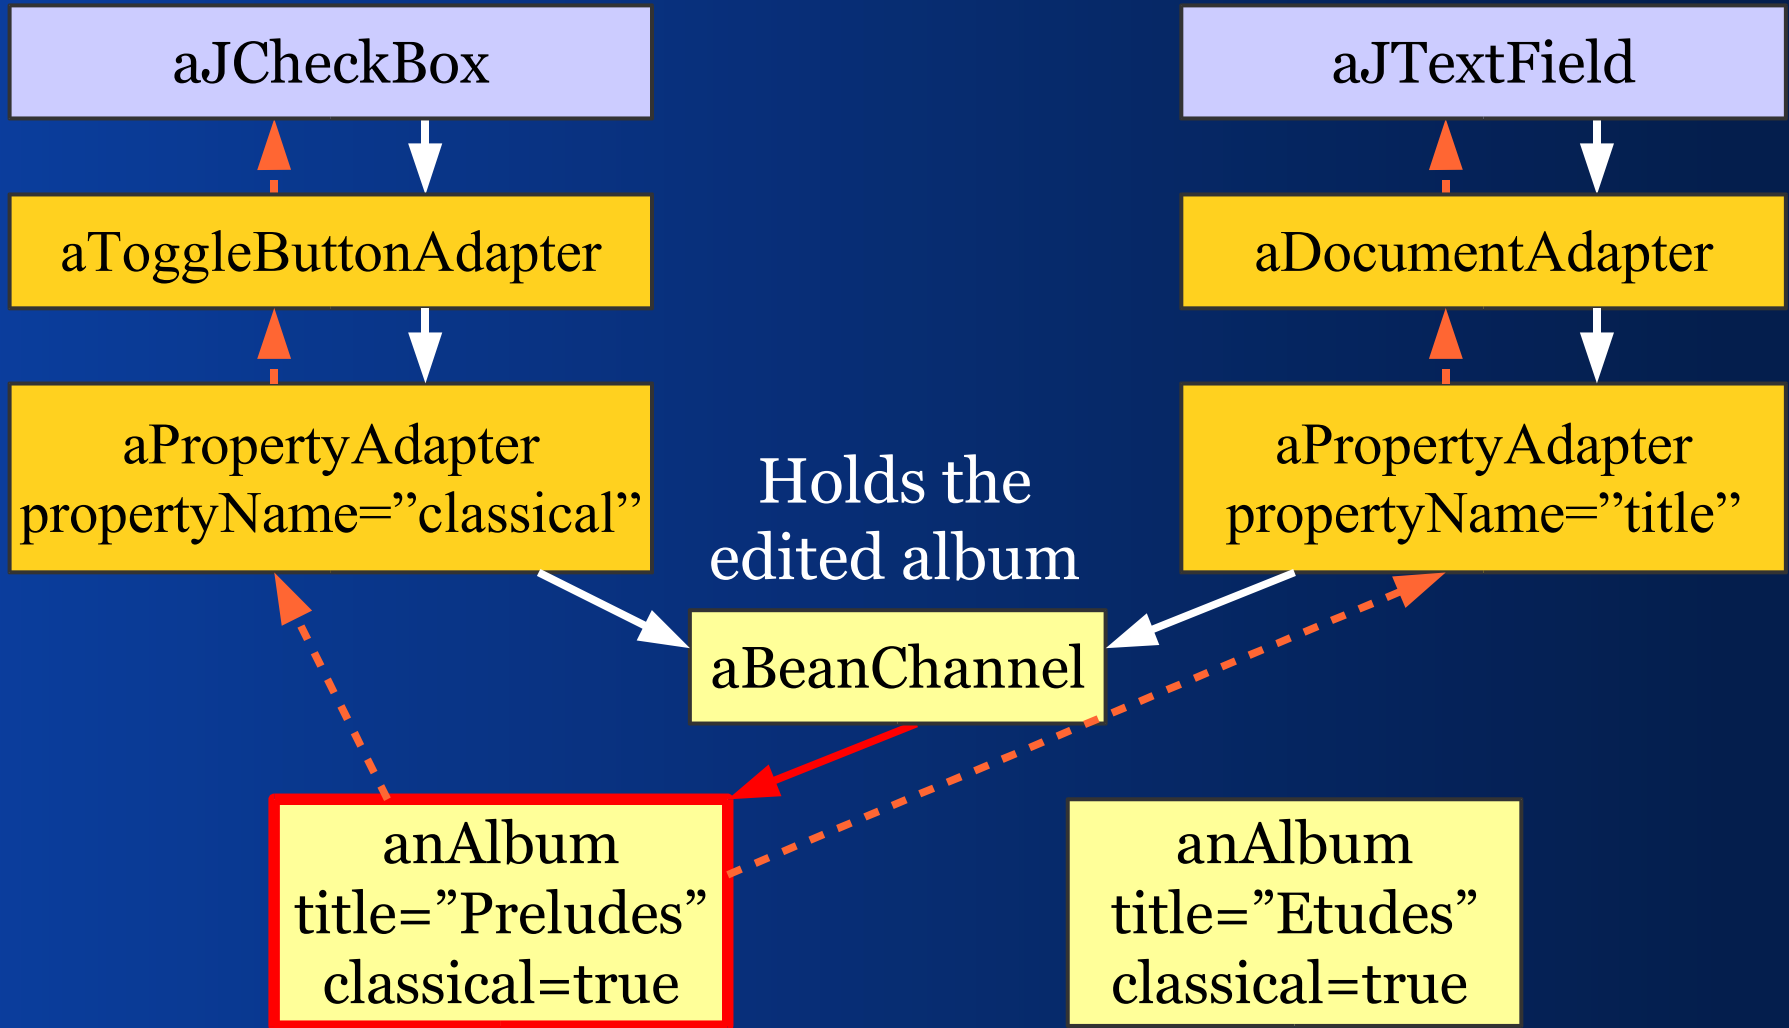 aJCheckBox
aJTextField
aToggleButtonAdapter
aDocumentAdapter
aPropertyAdapter
propertyName=”classical”
aPropertyAdapter
propertyName=”title”
Holds the
edited album
aBeanChannel
anAlbum
title=”Preludes”
classical=true
anAlbum
title=”Etudes”
classical=true